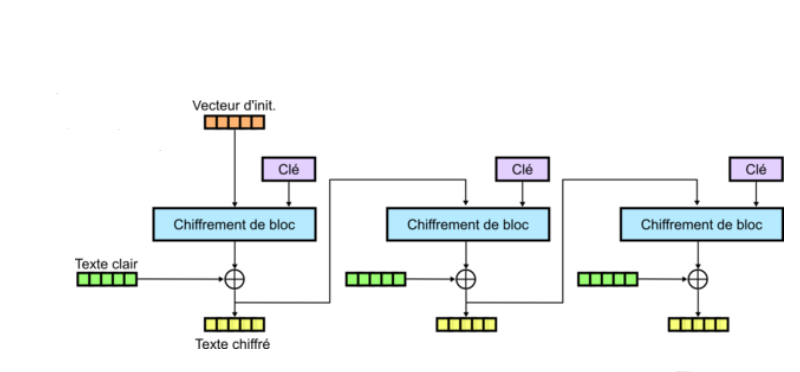 Vecteur d'init.
Clé
Clé
Clé
Chiffrement de bloc
Chiffrement de bloc
Chiffrement de bloc
Texte clair
Texte chiffré